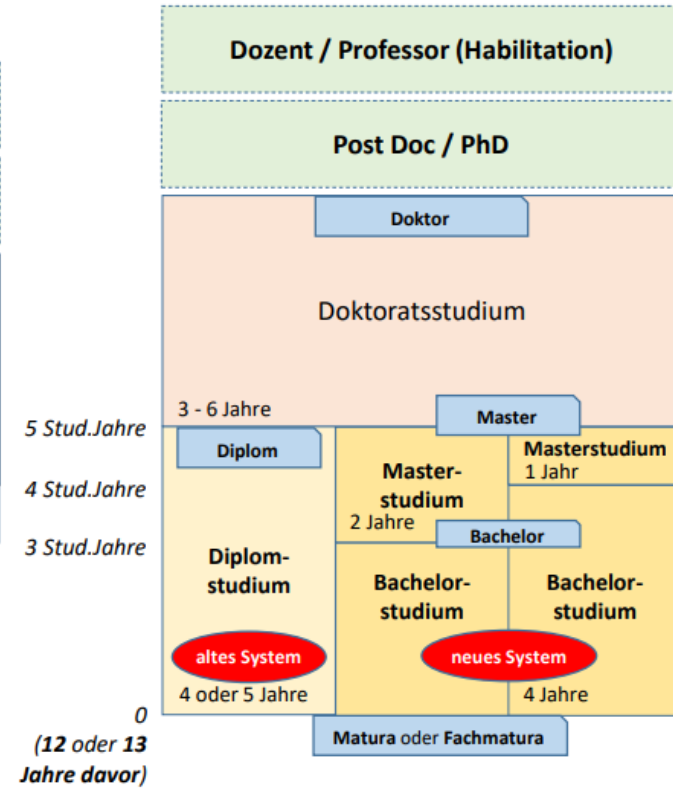 Dozent / Professor (Habilitation)
Post Doc / PhD
Doktor
Doktoratsstudium
3 - 6 Jahre
5 Stud.Jahre
Master
Diplom
Master-
studium
2 Jahre
Masterstudium
1 Jahr
4 Stud.Jahre
3 Stud.Jahre
Bachelor
Diplom-
studium
Bachelor-
studium
Bachelor-
studium
altes System
neues System
4 oder 5 Jahre
4 Jahre
0
(12 oder 13
Jahre davor)
Matura oder Fachmatura